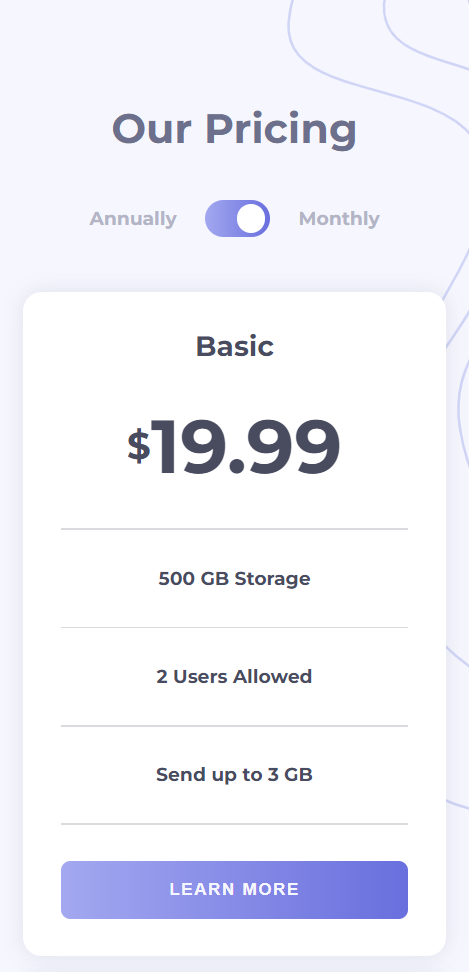 Our Pricing
Annually Monthly
Basic
$19.99
500 GB Storage
2 Users Allowed
Send up to 3 GB
LEARN MORE